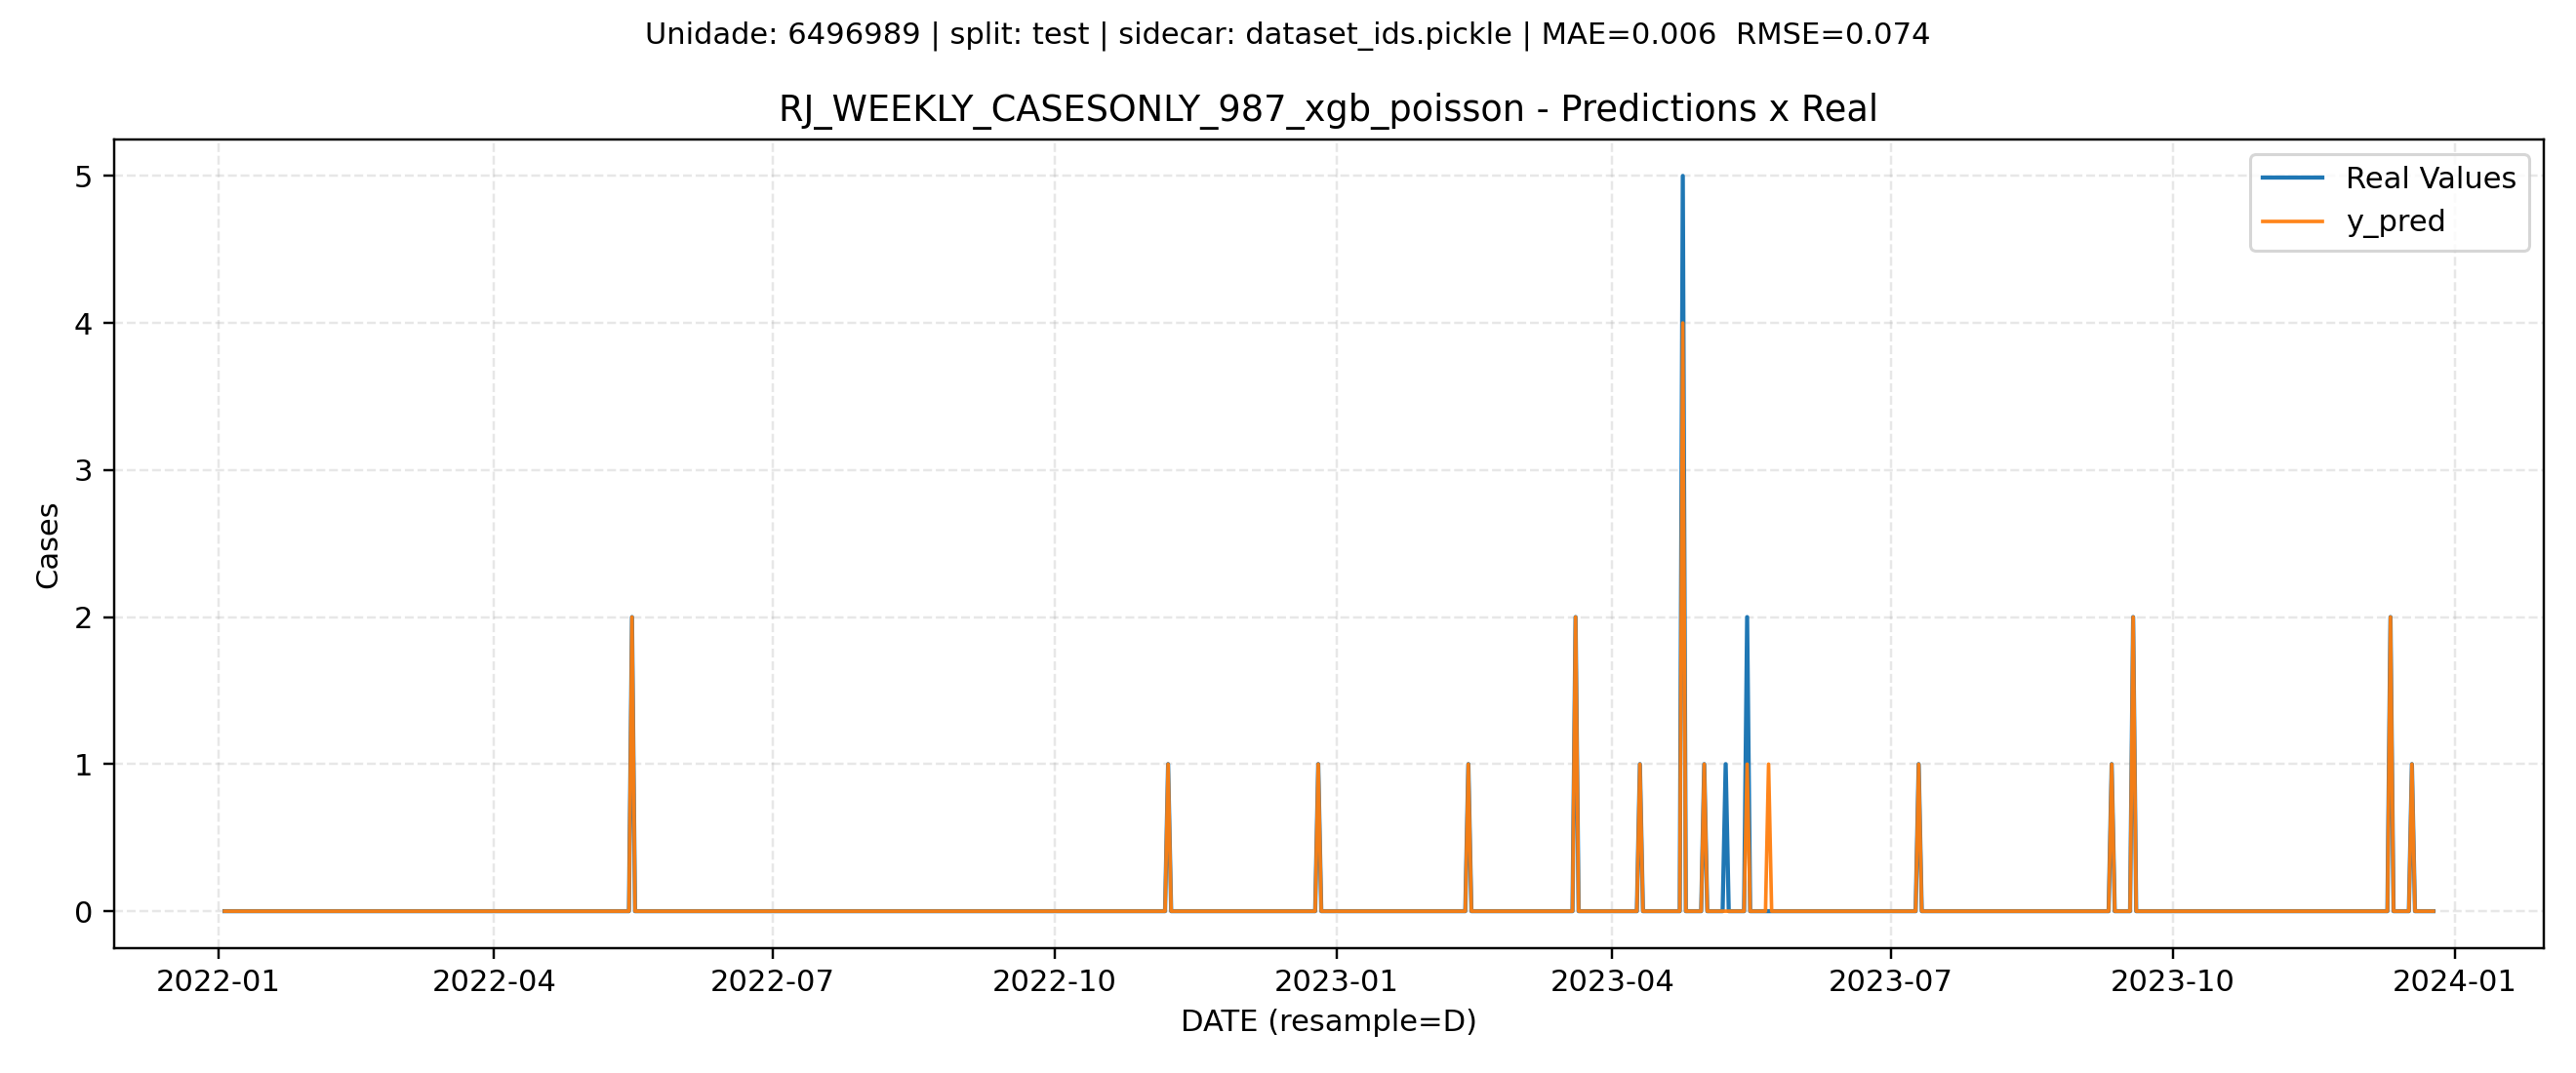 Unidade: 6496989 | split: test | sidecar: dataset_ids.pickle | MAE=0.006  RMSE=0.074
RJ_WEEKLY_CASESONLY_987_xgb_poisson - Predictions x Real
Real Values
y_pred
5
4
3
2
1
0
Cases
2022-01
2022-04
2022-07
2022-10
2023-01
2023-04
2023-07
2023-10
2024-01
DATE (resample=D)